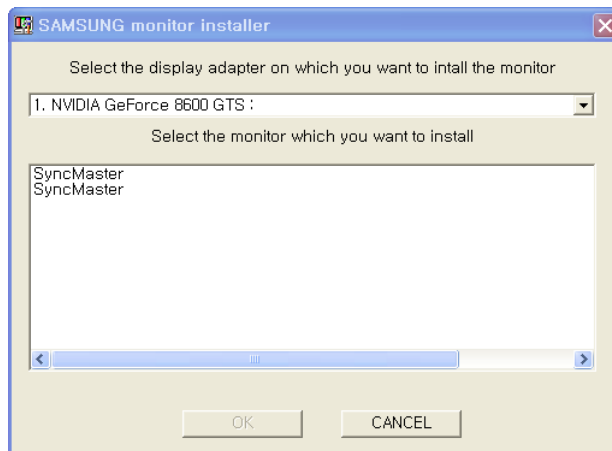 SAMSUNG monitor installer
Select the display adapter on which you want to intall the monitor
1. NVIDIA GeForce 8600 GTS :
Select the monitor which you want to install
SyncMaster
SyncMaster
OK
CANCEL